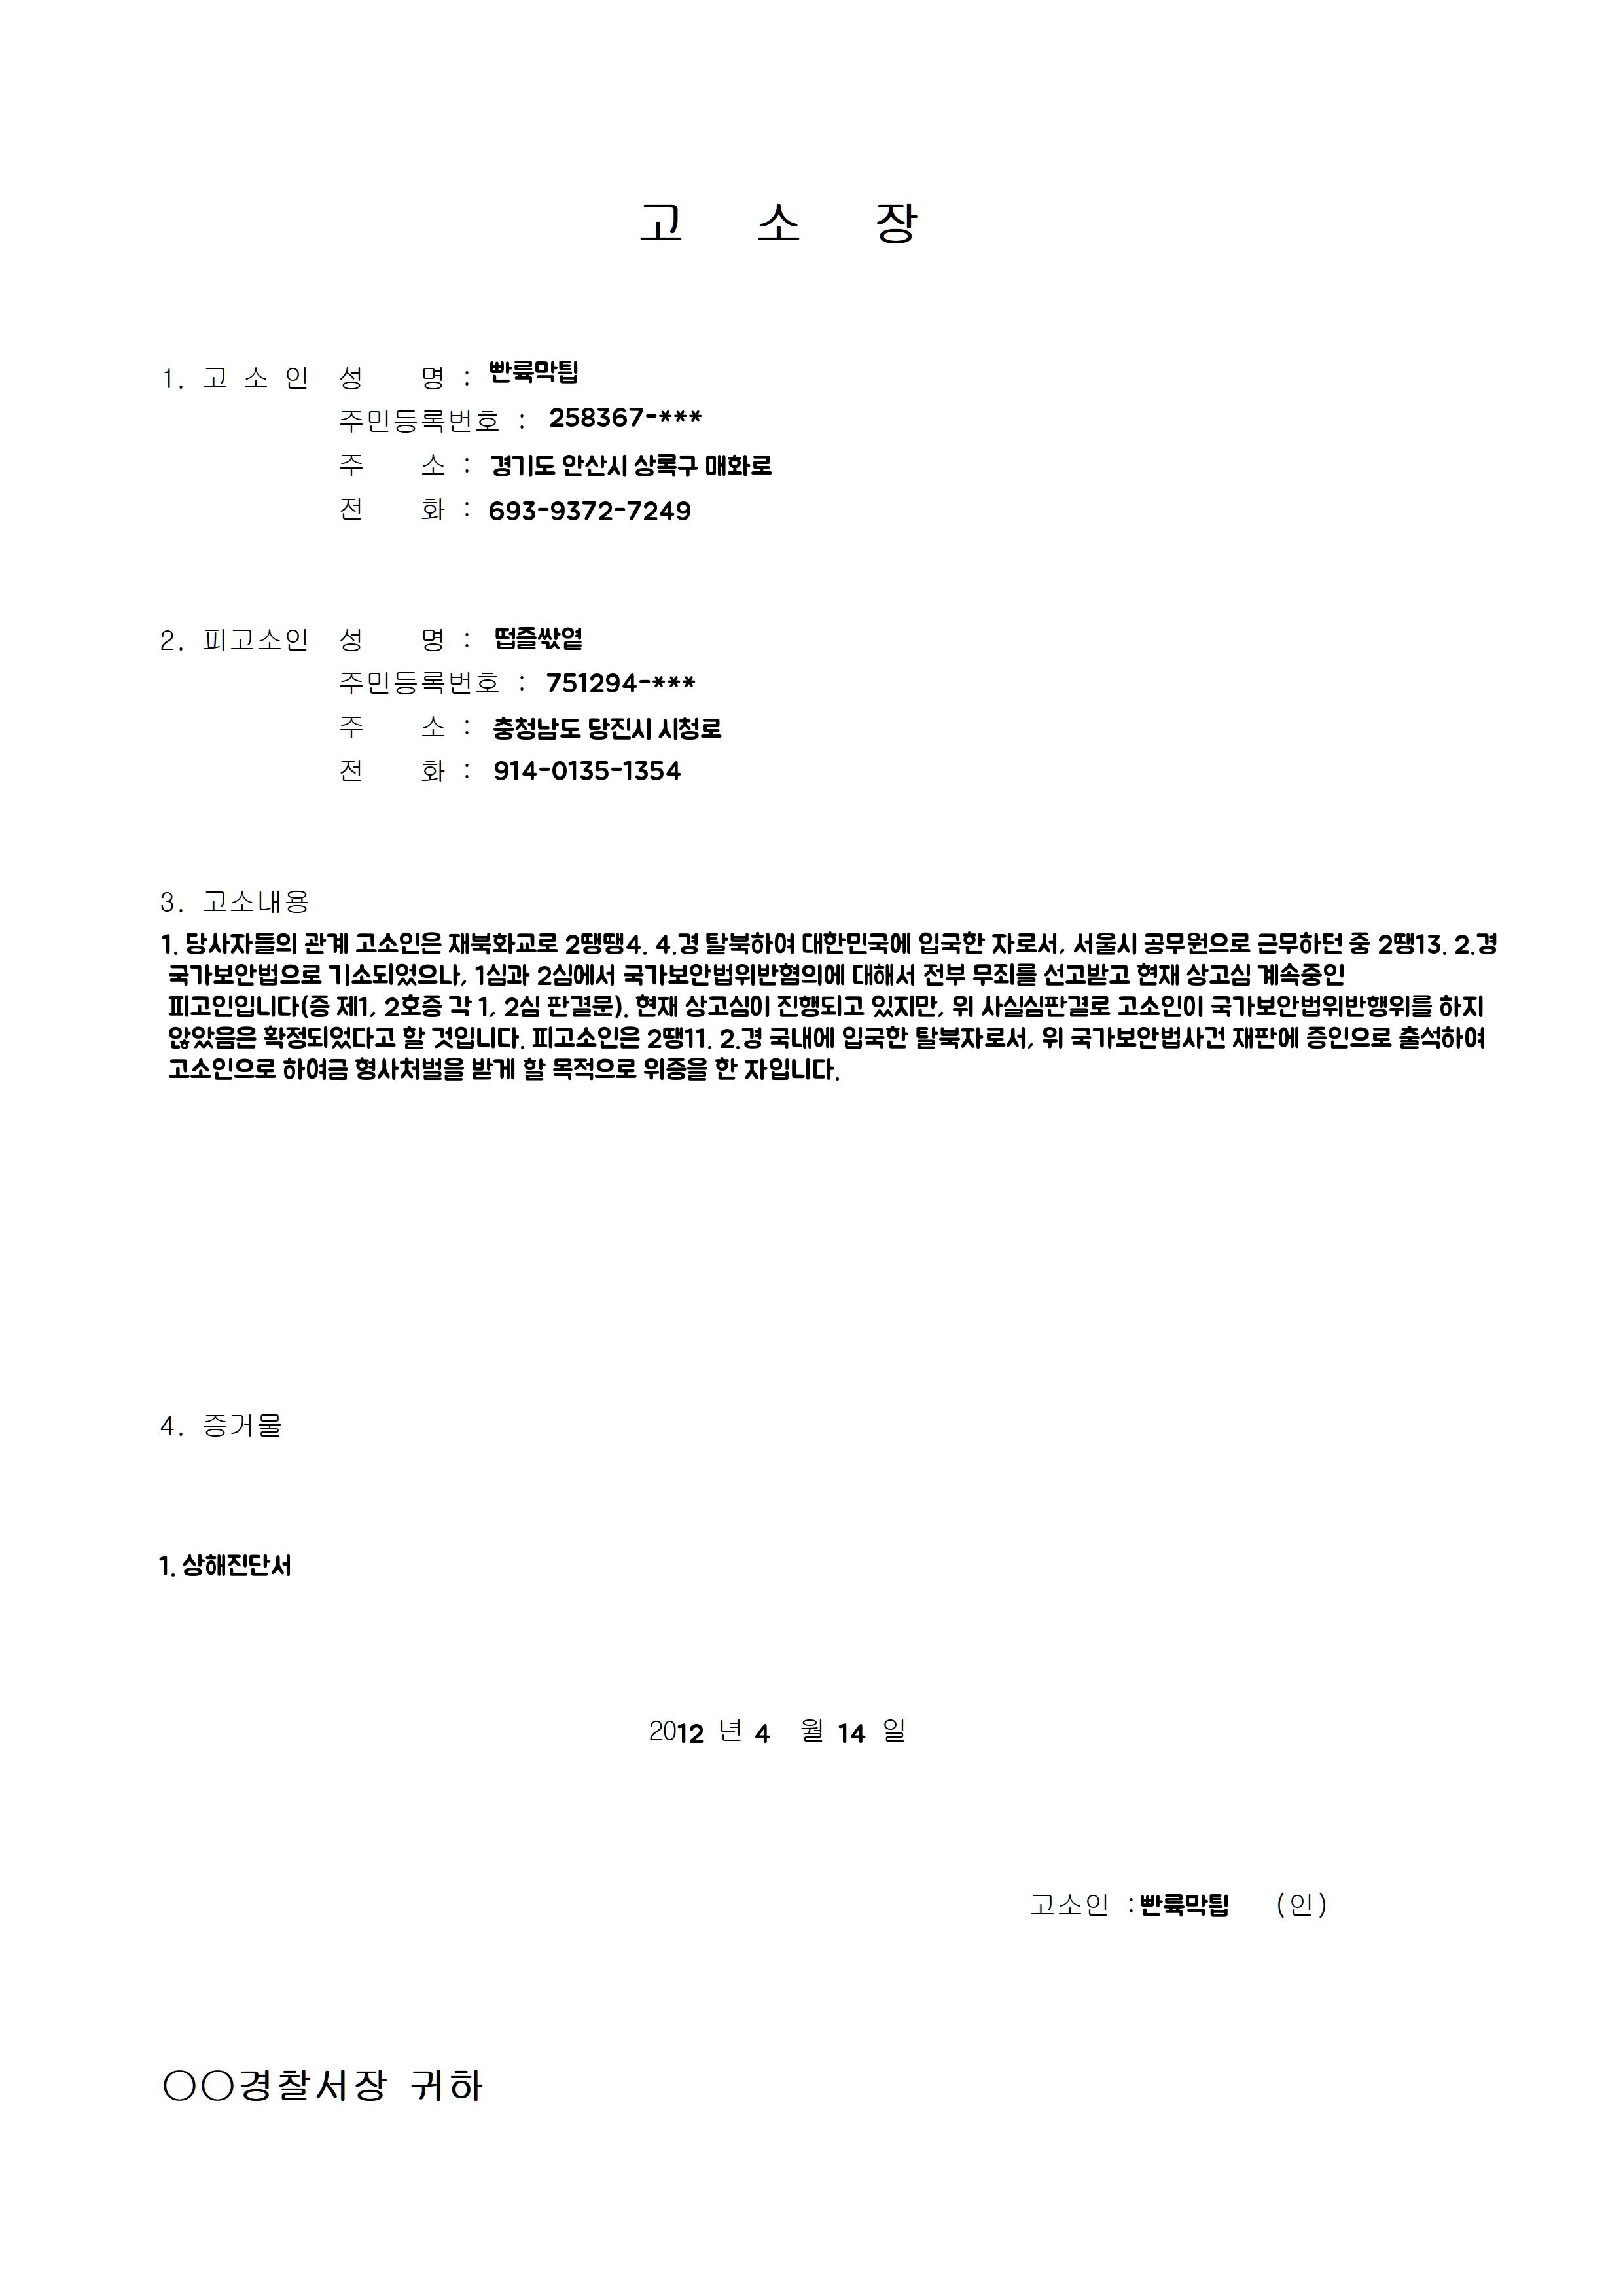 고 소 장
1. 고 소 인 성 명 : 빤륙막튑
주민등록번호 : 258367-***
주 소 : 경기도 안산시 상록구 매화로
전 화 : 693-9372-7249
2. 피고소인 성 명 : 떱즐싻옅
주민등록번호 : 751294-***
주 소 : 충청남도 당진시 시청로
전 화 : 914-0135-1354
3. 고소내용
1. 당사자들의 관계 고소인은 재북화교로 2땡땡4. 4.경 탈북하여 대한민국에 입국한 자로서, 서울시 공무원으로 근무하던 중 2땡13. 2.경
국가보안법으로 기소되었으나, 1심과 2심에서 국가보안법위반혐의에 대해서 전부 무죄를 선고받고 현재 상고심 계속중인
피고인입니다(증 제1, 2호증 각 1, 2심 판결문). 현재 상고심이 진행되고 있지만, 위 사실심판결로 고소인이 국가보안법위반행위를 하지
않았음은 확정되었다고 할 것입니다. 피고소인은 2땡11. 2.경 국내에 입국한 탈북자로서, 위 국가보안법사건 재판에 증인으로 출석하여
고소인으로 하여금 형사처벌을 받게 할 목적으로 위증을 한 자입니다.
4. 증거물
1. 상해진단서
2012 년 4 월 14 일
고소인 : 빤륙막튑 (인)
○○경찰서장 귀하